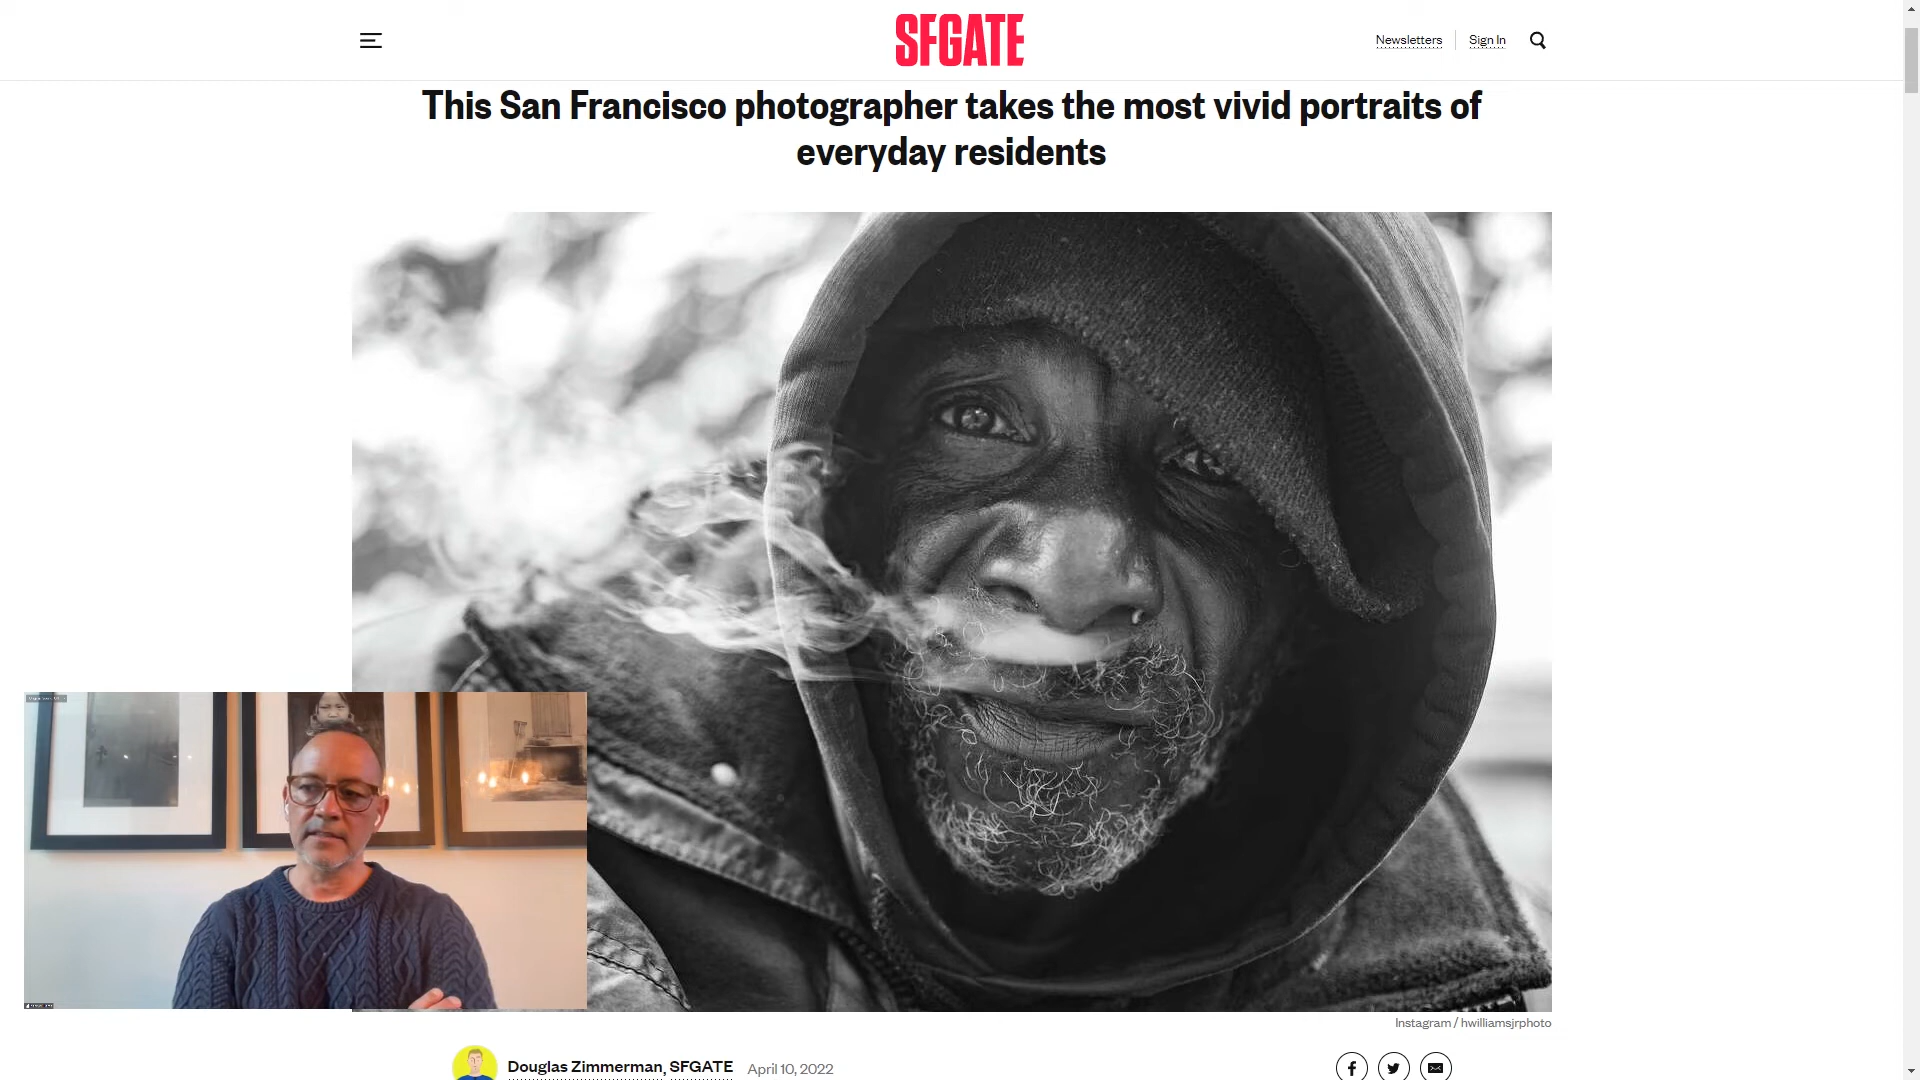 SFGATE
Newsletters
Sign In
This San Francisco photographer takes the most vivid portraits of
everyday residents
Instagram / hwilliamsjrphoto
Douglas Zimmerman, SFGATE
April 10, 2022